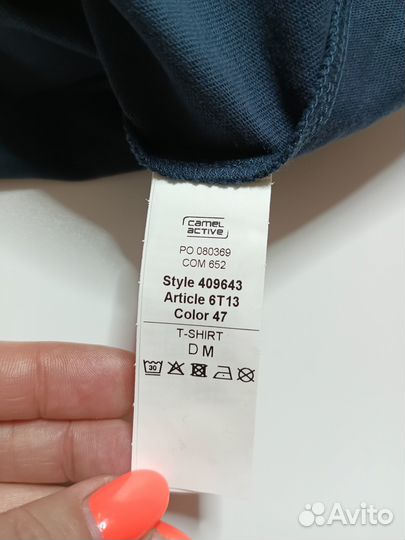 camel
active
PO 080369
COM 652
Style 409643
Article 6T13
Color 47
T-SHIRT
D M
30
Avito